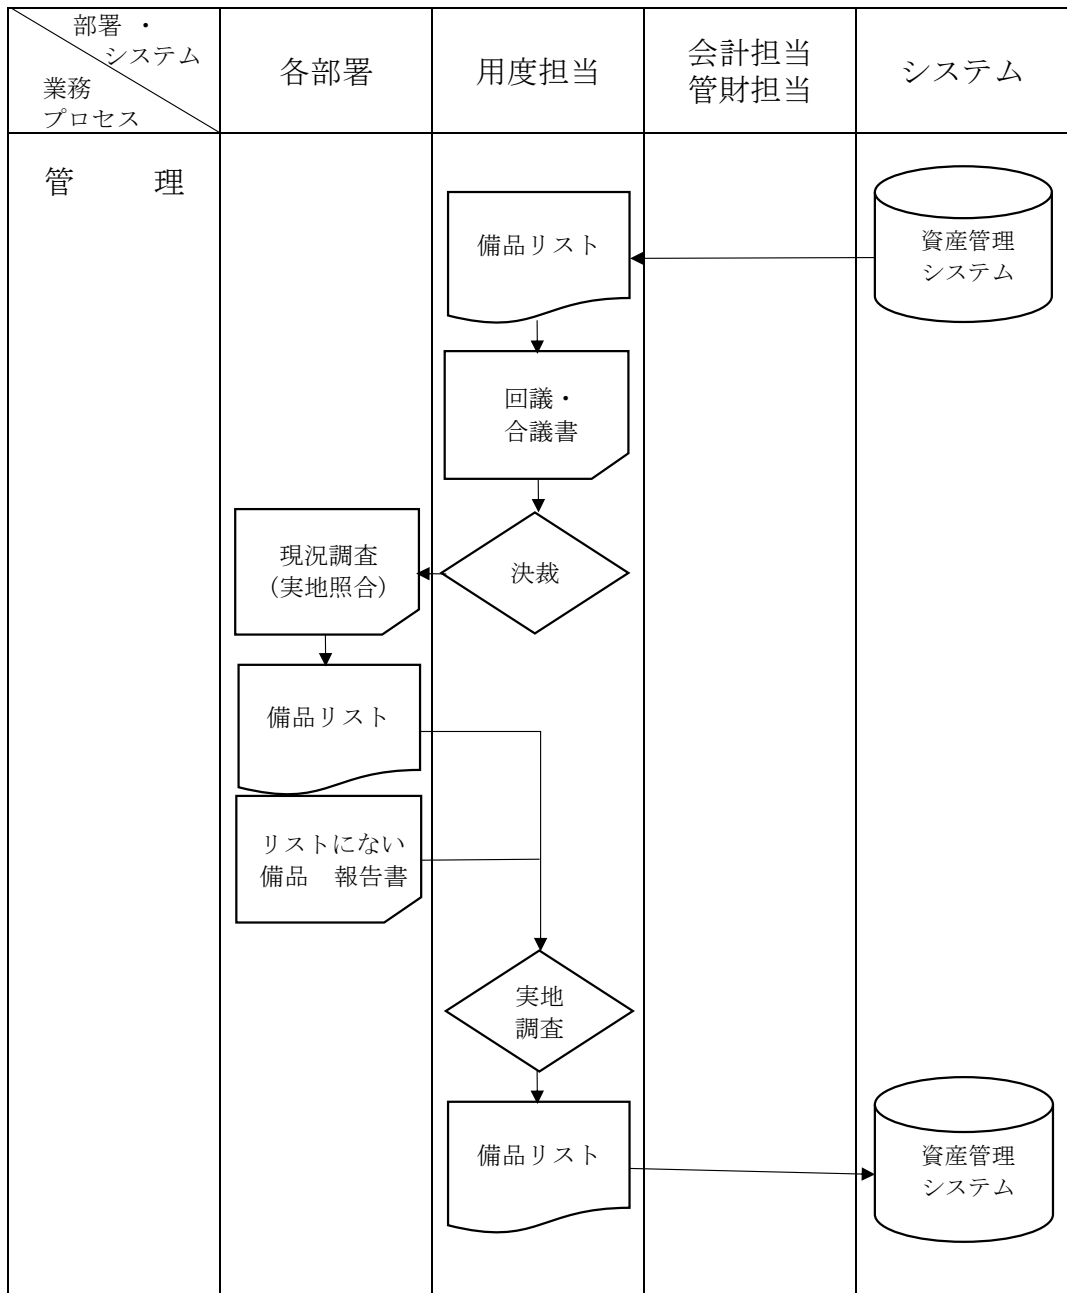 部署 ・
システム
業務
プロセス
各部署
用度担当
会計担当
管財担当
システム
管　　理
備品リスト
資産管理
システム
回議・
合議書
決裁
現況調査
（実地照合）
備品リスト
リストにない
備品　報告書
実地
調査
備品リスト
資産管理
システム